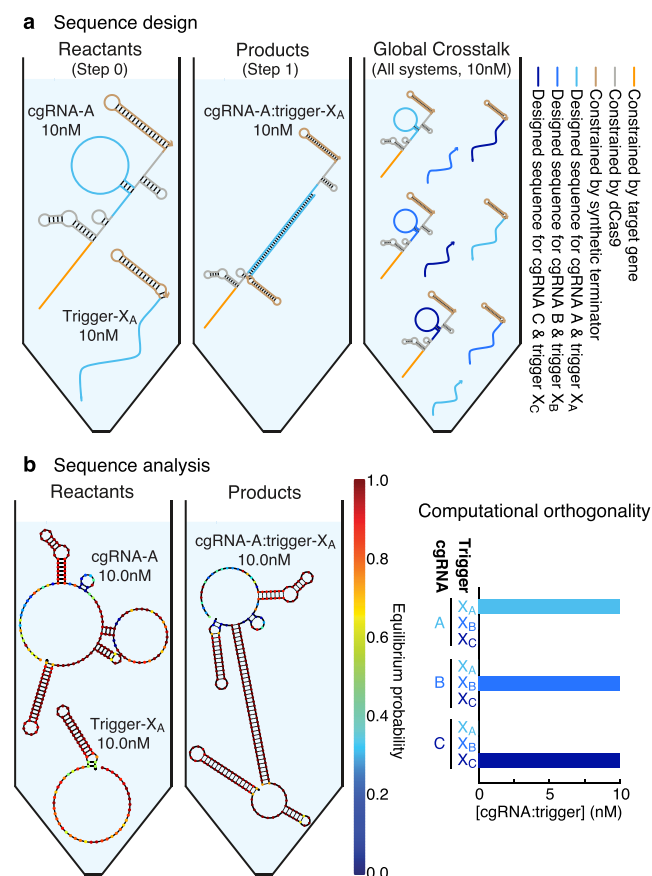 a Sequence design
Reactants
(Step 0)
cgRNA-A
10nM
Trigger-XA
10nM
Products
(Step 1)
cgRNA-A:trigger-XA
10nM
Global Crosstalk
(All systems, 10nM)
Constrained by target gene
Constrained by dCas9
Constrained by synthetic terminator
Designed sequence for cgRNA A & trigger XA
Designed sequence for cgRNA B & trigger XB
Designed sequence for cgRNA C & trigger XC
b Sequence analysis
Reactants
cgRNA-A
10.0nM
Trigger-XA
10.0nM
Products
cgRNA-A:trigger-XA
10.0nM
1.0
0.8
0.6
0.4
0.2
0.0
Equilibrium probability
Computational orthogonality
Trigger
cgRNA
A
XA
XB
XC
B
XA
XB
XC
C
XA
XB
XC
0
5
10
[cgRNA:trigger] (nM)